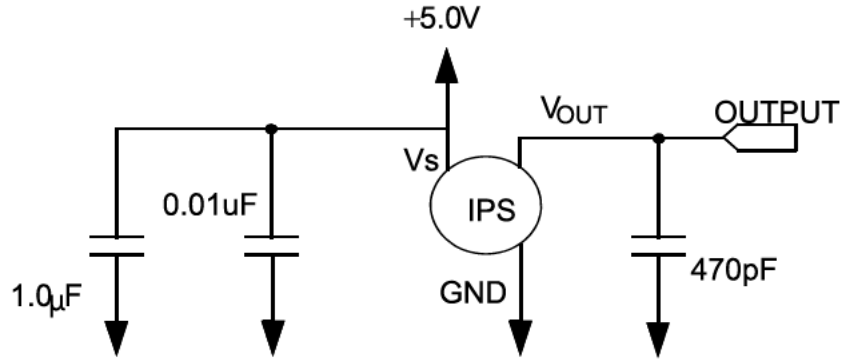 +5.0V
VOUT
OUTPUT
Vs
0.01uF
IPS
470pF
GND
1.0µF